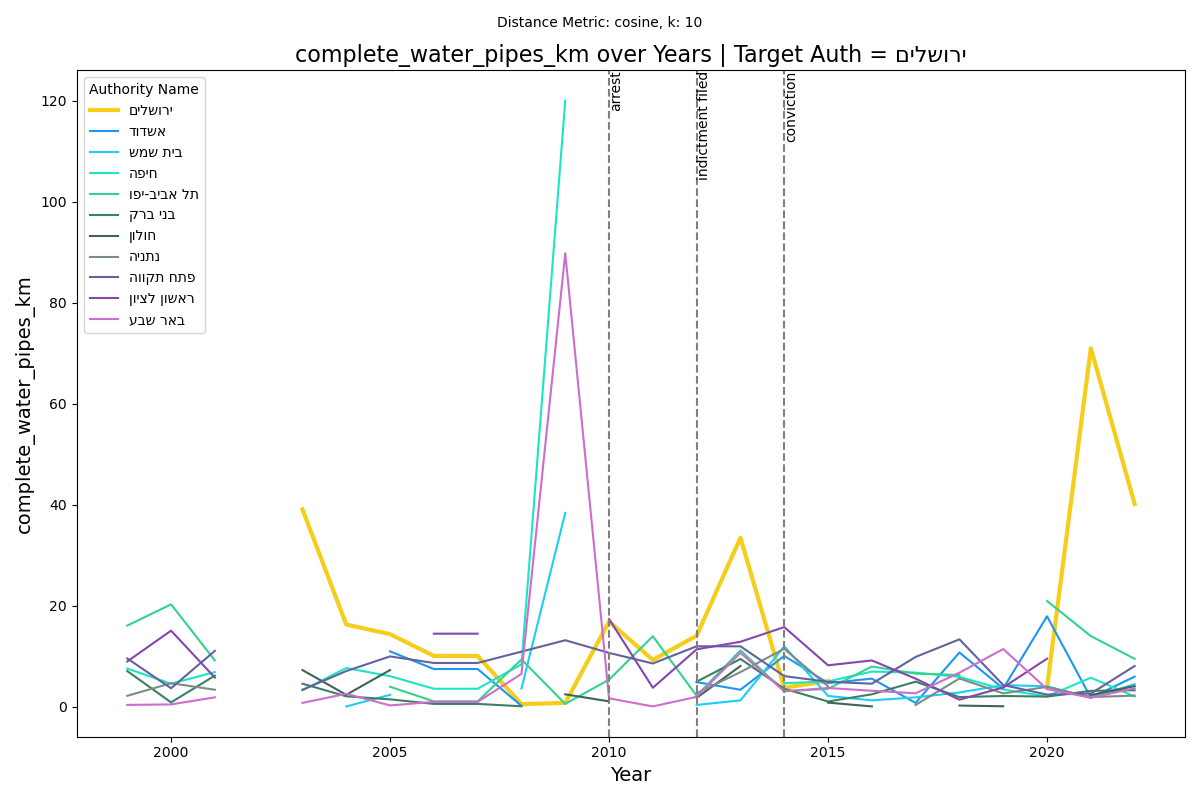 Distance Metric: cosine, k: 10
complete_water_pipes_km over Years | Target Auth = ירושלים
Authority Name
ירושלים
אשדוד
בית שמש
חיפה
תל אביב-יפו
בני ברק
חולון
נתניה
פתח תקווה
ראשון לציון
באר שבע
arrest
indictment filed
conviction
120
100
80
60
40
20
0
complete_water_pipes_km
2000
2005
2010
2015
2020
Year